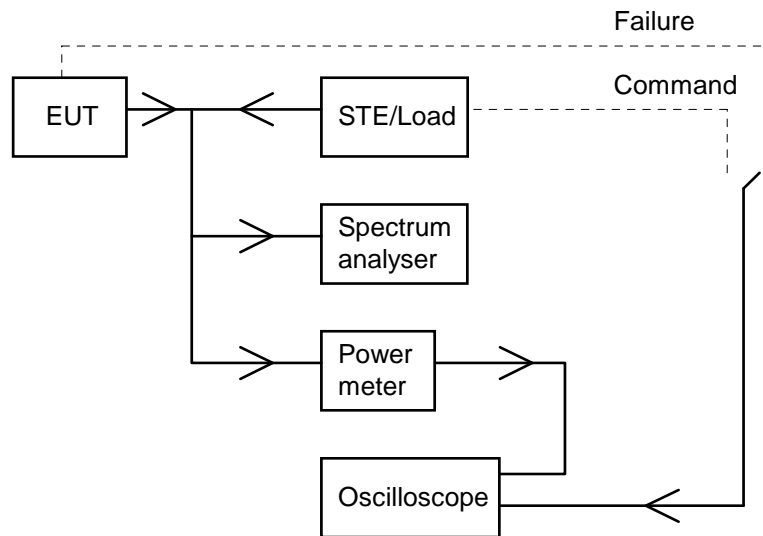 Failure
Command
EUT
STE/Load
Spectrum
analyser
Power
meter
Oscilloscope